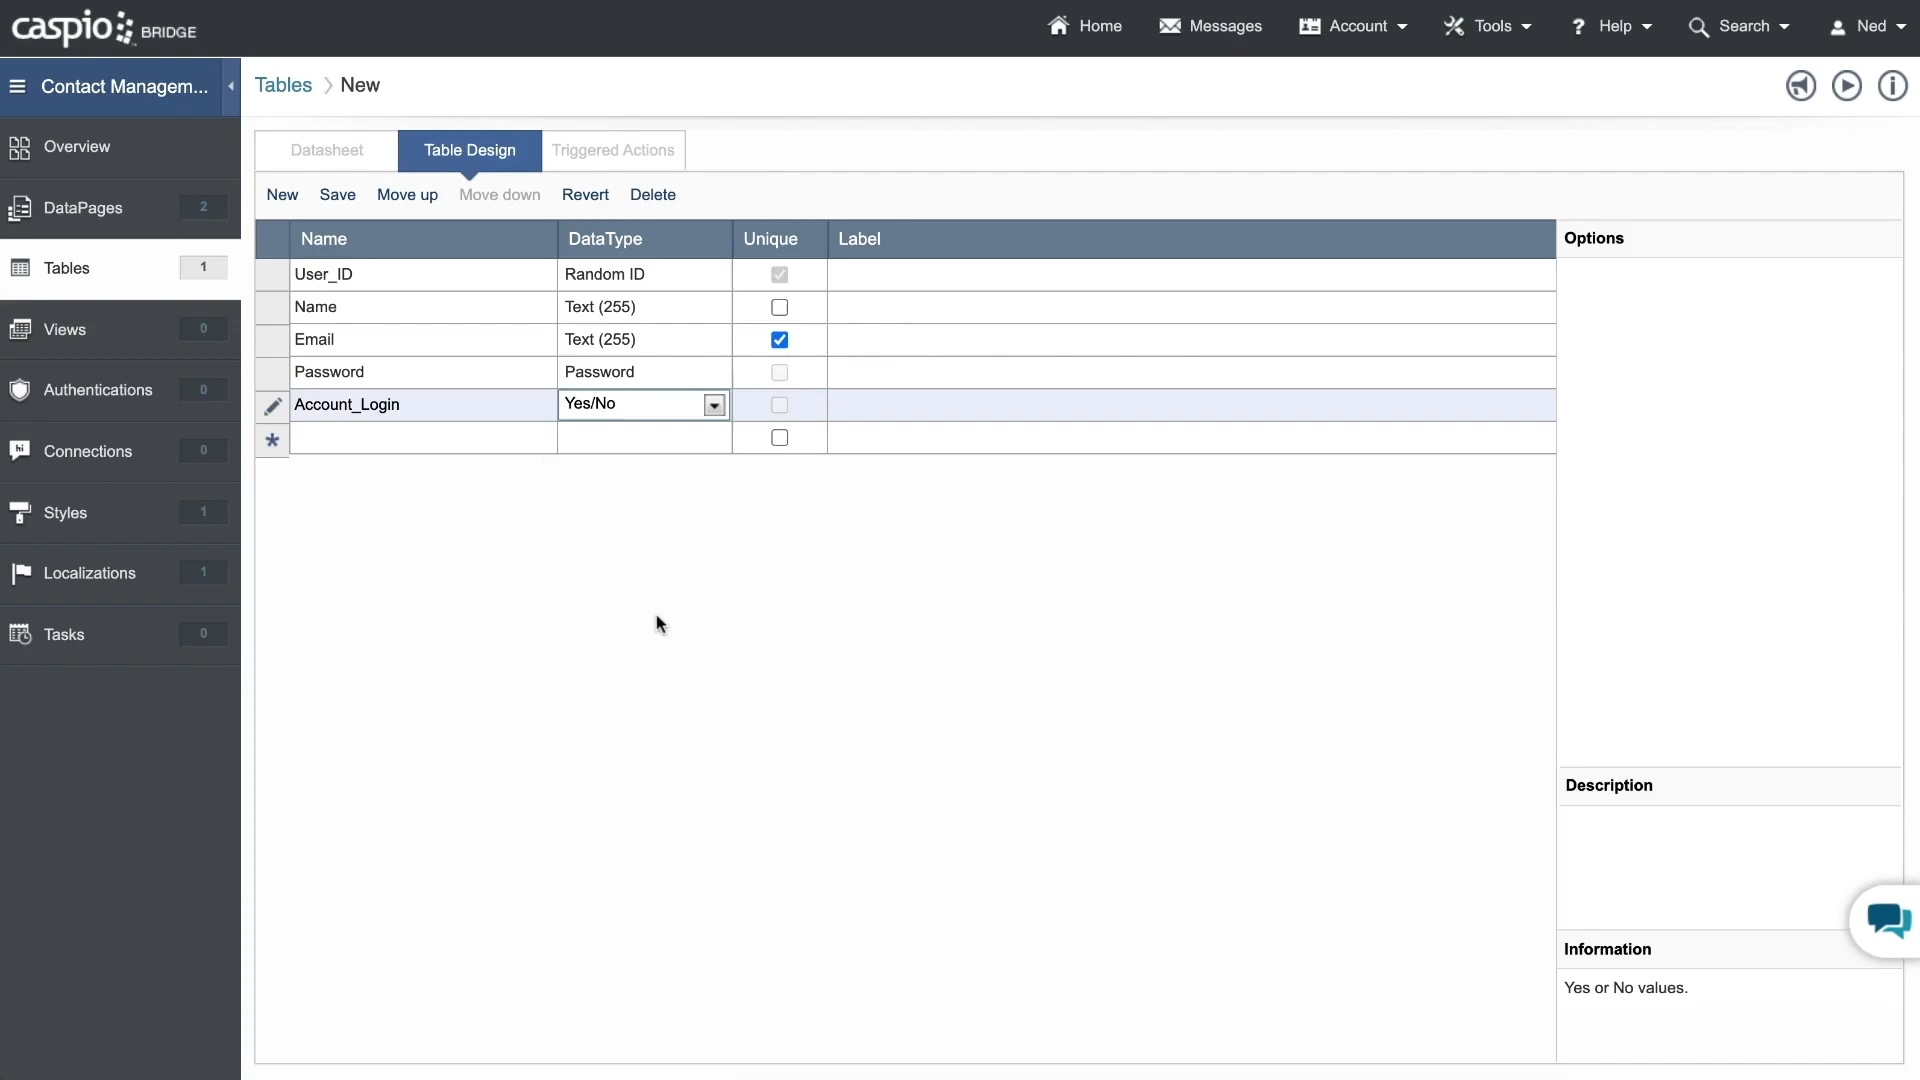 caspio BRIDGE
Home
Messages
Account
Tools
? Help
Search
Ned
Contact Managem...
Tables > New
Overview
DataPages 2
Tables 1
Views 0
Authentications 0
hi Connections 0
Styles 1
Localizations 1
Tasks 0
Datasheet Table Design Triggered Actions
New Save Move up Move down Revert Delete
Name DataType Unique Label
User_ID Random ID
Name Text (255)
Email Text (255)
Password Password
Account_Login Yes/No
*
Options
Description
Information
Yes or No values.